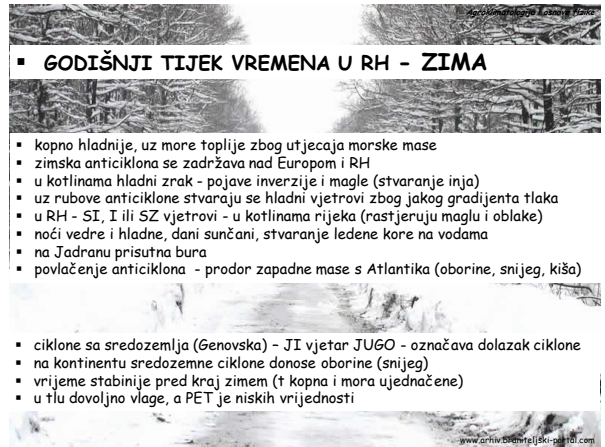 Agroklimatologija i osnove fizike
▪ GODIŠNJI TIJEK VREMENA U RH - ZIMA
▪ kopno hladnije, uz more toplije zbog utjecaja morske mase
▪ zimska anticiklona se zadržava nad Europom i RH
▪ u kotlinama hladni zrak - pojave inverzije i magle (stvaranje inja)
▪ uz rubove anticiklone stvaraju se hladni vjetrovi zbog jakog gradijenta tlaka
▪ u RH - SI, I ili SZ vjetrovi - u kotlinama rijeka (rastjeruju maglu i oblake)
▪ noći vedre i hladne, dani sunčani, stvaranje ledene kore na vodama
▪ na Jadranu prisutna bura
▪ povlačenje anticiklona - prodor zapadne mase s Atlantika (oborine, snijeg, kiša)
▪ ciklone sa sredozemlja (Genovska) – JI vjetar JUGO - označava dolazak ciklone
▪ na kontinentu sredozemne ciklone donose oborine (snijeg)
▪ vrijeme stabinije pred kraj zimem (t kopna i mora ujednačene)
▪ u tlu dovoljno vlage, a PET je niskih vrijednosti
www.arhiv.braniteljski-portal.com